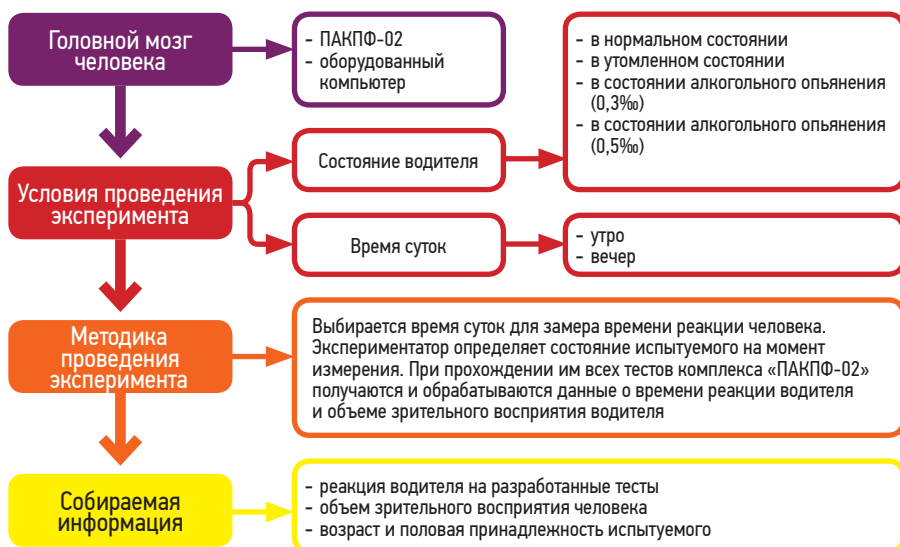 Головной мозг
человека
- ПАКПФ-02
- оборудованный
компьютер
- в нормальном состоянии
- в утомленном состоянии
- в состоянии алкогольного опьянения
(0,3‰)
- в состоянии алкогольного опьянения
(0,5‰)
Условия проведения
эксперимента
Состояние водителя
Время суток
- утро
- вечер
Методика
проведения
эксперимента
Выбирается время суток для замера времени реакции человека.
Экспериментатор определяет состояние испытуемого на момент
измерения. При прохождении им всех тестов комплекса «ПАКПФ-02»
получаются и обрабатываются данные о времени реакции водителя
и объеме зрительного восприятия водителя
Собираемая
информация
- реакция водителя на разработанные тесты
- объем зрительного восприятия человека
- возраст и половая принадлежность испытуемого